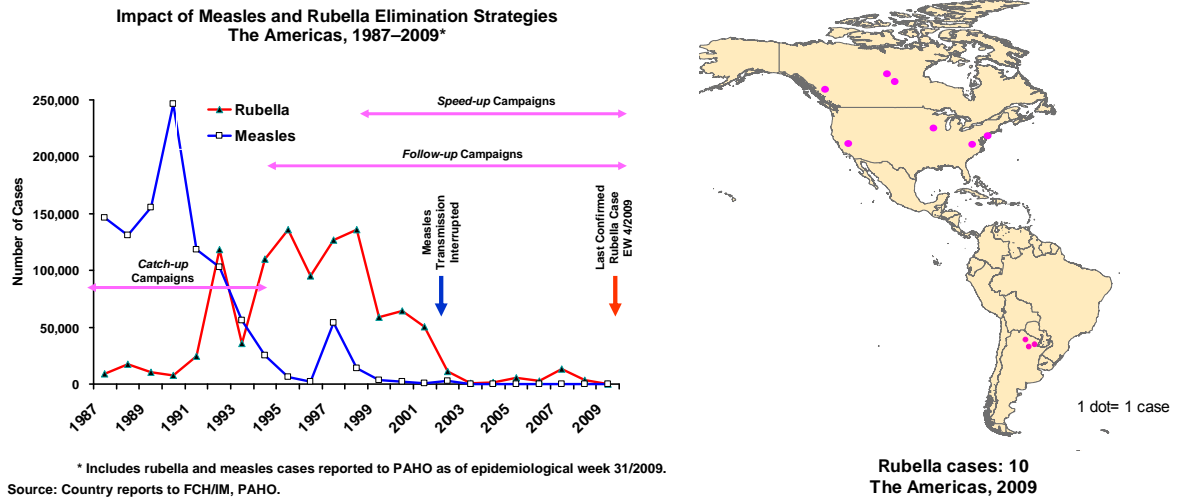 Impact of Measles and Rubella Elimination Strategies
The Americas, 1987–2009*
250,000
200,000
150,000
100,000
50,000
0
Number of Cases
Rubella
Measles
Speed-up Campaigns
Follow-up Campaigns
Catch-up
Campaigns
Measles
Transmission
Interrupted
Last Confirmed
Rubella Case
EW 4/2009
1987
1989
1991
1993
1995
1997
1999
2001
2003
2005
2007
2009
* Includes rubella and measles cases reported to PAHO as of epidemiological week 31/2009.
Source: Country reports to FCH/IM, PAHO.
1 dot= 1 case
Rubella cases: 10
The Americas, 2009